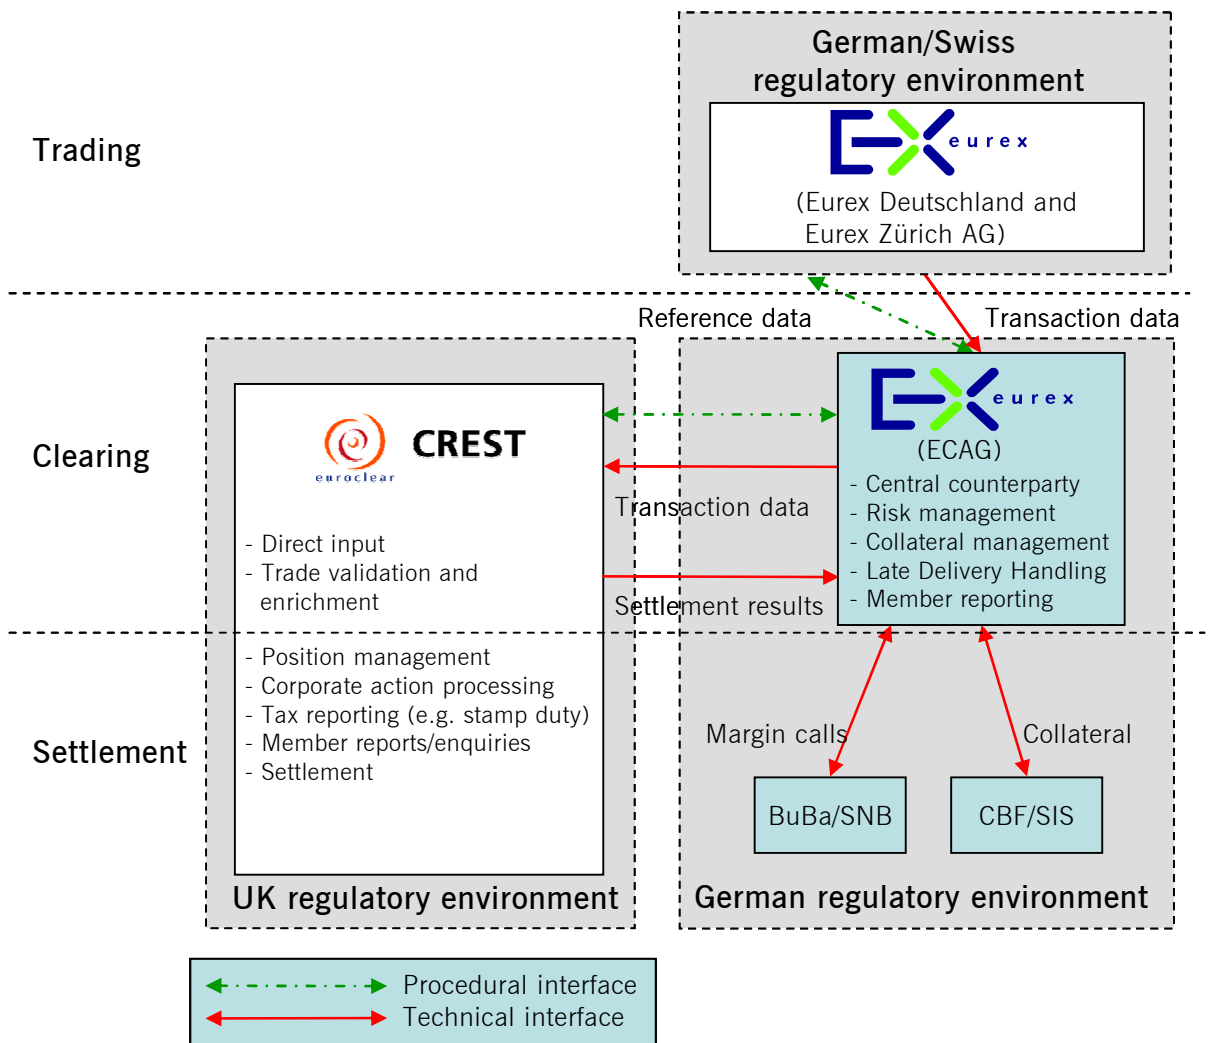 German/Swiss
regulatory environment
eurex
(Eurex Deutschland and
Eurex Zürich AG)
Trading
Reference data
Transaction data
Clearing
euroclear
CREST
- Direct input
- Trade validation and
enrichment
Transaction data
Settlement results
eurex
(ECAG)
- Central counterparty
- Risk management
- Collateral management
- Late Delivery Handling
- Member reporting
Settlement
- Position management
- Corporate action processing
- Tax reporting (e.g. stamp duty)
- Member reports/enquiries
- Settlement
Margin calls
Collateral
BuBa/SNB
CBF/SIS
UK regulatory environment
German regulatory environment
Procedural interface
Technical interface